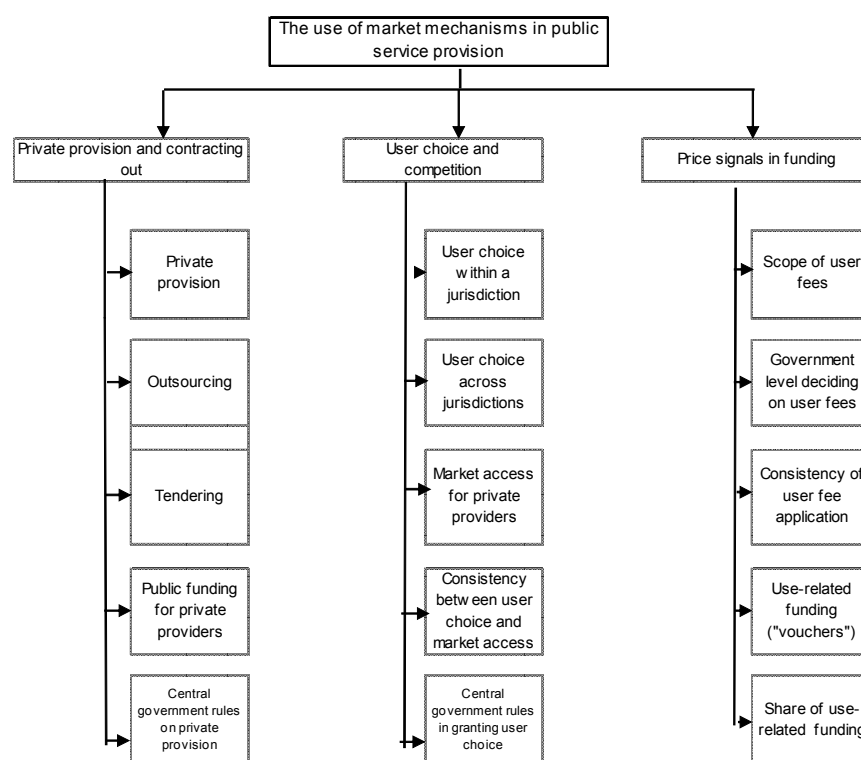 The use of market mechanisms in public
service provision
Private provision and contracting
out
User choice and
competition
Price signals in funding
Private
provision
Outsourcing
Tendering
Public funding
for private
providers
Central
government rules
on private
provision
User choice
within a
jurisdiction
User choice
across
jurisdictions
Market access
for private
providers
Consistency
between user
choice and
market access
Central
government rules
in granting user
choice
Scope of user
fees
Government
level deciding
on user fees
Consistency of
user fee
application
Use-related
funding
("vouchers")
Share of use-
related funding